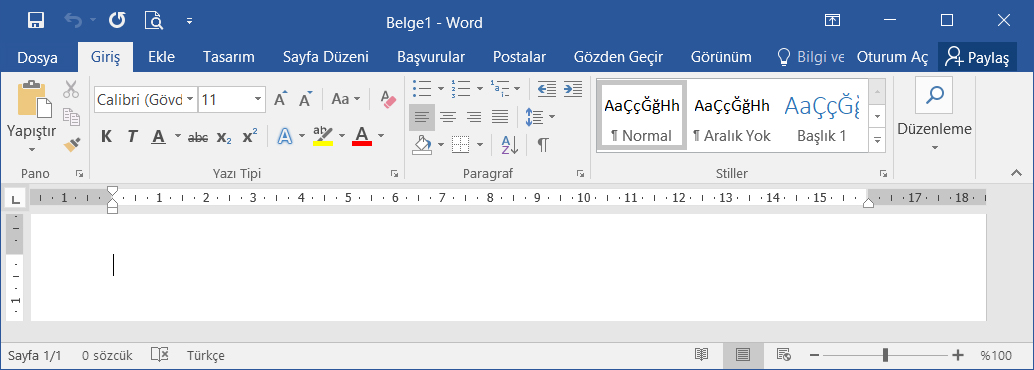 Belge1 - Word
Dosya Giriş Ekle Tasarım Sayfa Düzeni Başvurular Postalar Gözden Geçir Görünüm Bilgi ve Oturum Aç Paylaş
Calibri (Gövd 11 Aa
Yapıştır
K T A abc x₂ x² A ab A
AaÇçĞğHh AaÇçĞğHh AaÇçĞğ
¶ Normal ¶ Aralık Yok Başlık 1
Düzenleme
Pano Yazı Tipi Paragraf Stiller
1 1 2 3 4 5 6 7 8 9 10 11 12 13 14 15 17 18
1
Sayfa 1/1 0 sözcük Türkçe %100